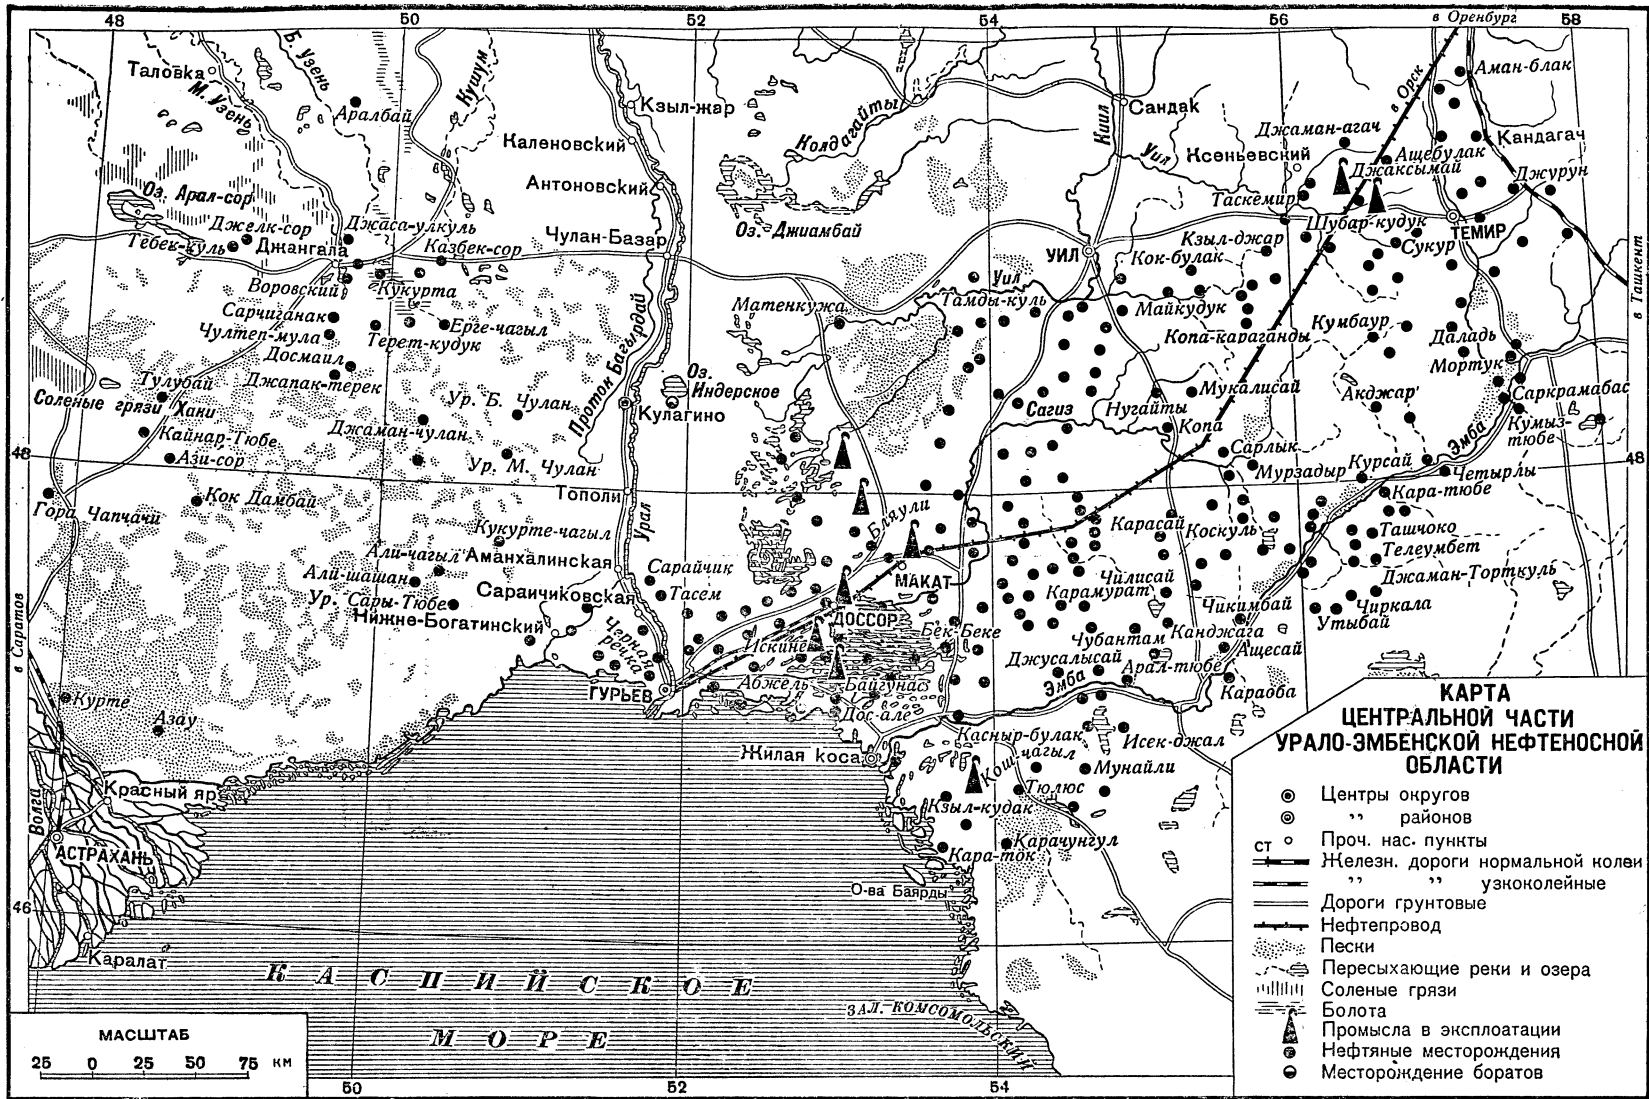 48
50
52
54
56
58
в Оренбург
в Ташкент
в Орск
Таловка
М. Узень
Б. Узень
Кушум
Аралбай
Кзыл-жар
Каленовский
Антоновский
Чулан-Базар
Колдагайты
Оз. Джиамбай
Киил
Сандак
Уил
Ксеньевский
Таскемир
Джаман-агач
Ащебулак
Джаксымай
Шубар-кудук
Аман-блак
Кандагач
Джурун
ТЕМИР
Сукур
Оз. Арал-сор
Джелк-сор
Тебек-куль
Джангала
Джаса-улкуль
Казбек-сор
Воровский
Кукурта
Сарчиганак
Чултеп-мула
Досмаил
Джапак-терек
Терет-кудук
Ерге-чагыл
Тулубай
Соленые грязи Хаки
Кайнар-Тюбе
Ази-сор
Кок Дамбай
Гора Чапчачи
Ур. Б. Чулан
Джаман-чулан
Ур. М. Чулан
Проток Багырдай
Оз. Индерское
Кулагино
Матенкужа
УИЛ
Уил
Тамды-куль
Кзыл-джар
Кок-булак
Майкудук
Копа-караганды
Кумбаур
Даладь
Мортук
Саркрамабас
Кумыз-тюбе
Мукалисай
Акджар
Нугайты
Копа
Сагиз
Сарлык
Мурзадыр
Курсай
Эмба
Четырлы
Кара-тюбе
Ташчоко
Телеумбет
Джаман-Торткуль
Чиркала
Утыбай
Карасай
Коскуль
48
48
Тополи
Урал
Кукурте-чагыл
Али-чагыл
Аманхалинская
Али-шашан
Ур. Сары-Тюбе
Сараичиковская
Нижне-Богатинский
Сарайчик
Тасем
Черная речка
Бляули
МАКАТ
ДОССОР
Искине
Бек-Беке
Абжель
Байгунас
Дос-але
ГУРЬЕВ
Чилисай
Карамурат
Чикимбай
Чубантам
Канджага
Джусалысай
Арал-тюбе
Ащесай
Караоба
Эмба
Жилая коса
Касныр-булак
Кош-чагыл
Исек-джал
Мунайли
Тюлюс
Кзыл-кудак
Карачунгул
Кара-ток
О-ва Баярды
в Саратов
Курте
Азау
Красный яр
Волга
АСТРАХАНЬ
46
Каралат
КАСПИЙСКОЕ
МОРЕ
ЗАЛ. КОМСОМОЛЬСКИЙ
МАСШТАБ
25 0 25 50 75 км
50
52
54
КАРТА
ЦЕНТРАЛЬНОЙ ЧАСТИ
УРАЛО-ЭМБЕНСКОЙ НЕФТЕНОСНОЙ
ОБЛАСТИ
Центры округов
,, районов
ст Проч. нас. пункты
Железн. дороги нормальной колеи
,, ,, узкоколейные
Дороги грунтовые
Нефтепровод
Пески
Пересыхающие реки и озера
Соленые грязи
Болота
Промысла в эксплоатации
Нефтяные месторождения
Месторождение боратов